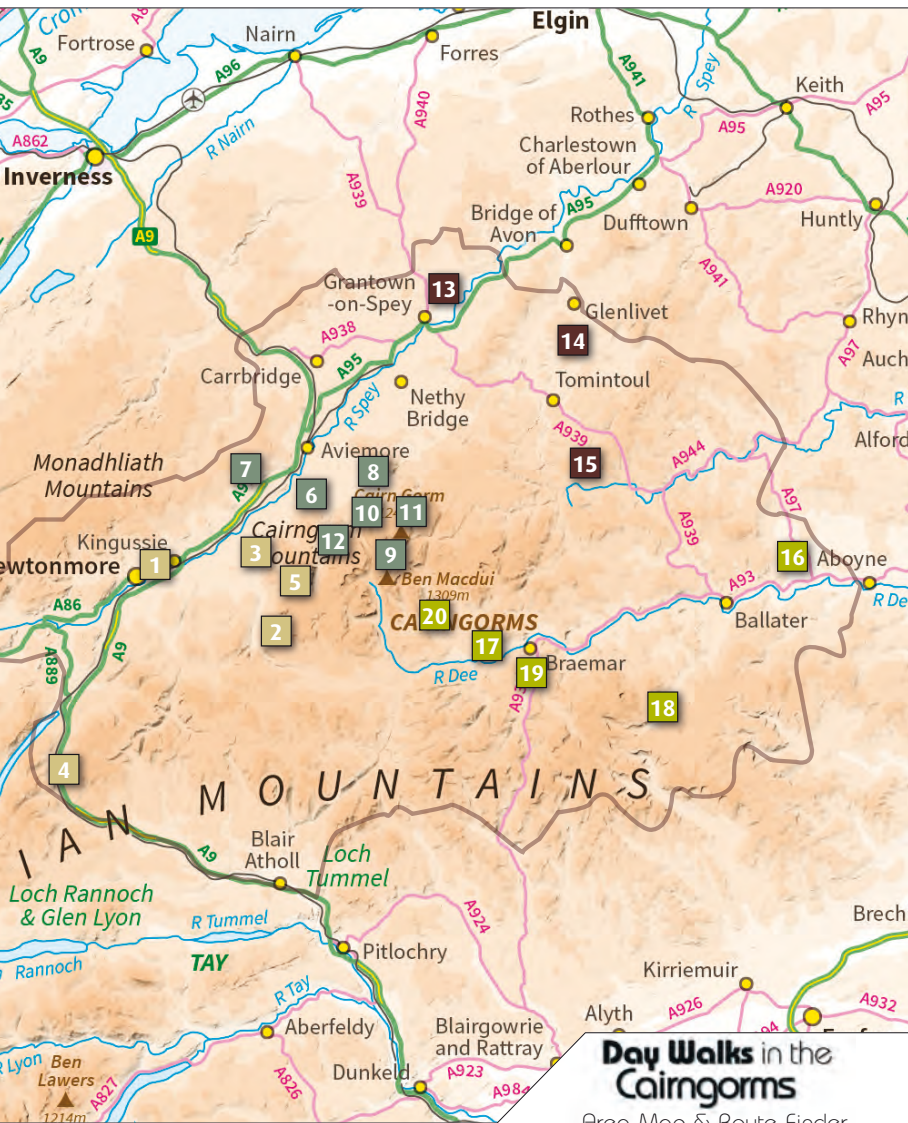 Elgin
Nairn
Fortrose
Forres
A9
A96
A941
R Spey
Keith
A940
Rothes
A95
A95
A862
R Nairn
Charlestown
of Aberlour
Inverness
A939
A920
A95
Bridge of
Avon
Dufftown
Huntly
A9
A941
Grantown
-on-Spey
13
Glenlivet
A938
14
A97
Carrbridge
A95
Tomintoul
R Spey
Nethy
Bridge
A939
Aviemore
A944
Monadhliath
Mountains
7
8
15
6
Cairn Gorm
A97
10
11
A939
Kingussie
12
3
1
9
16
Aboyne
5
Ben Macdui
1309m
A86
A93
20
CAIRNGORMS
Ballater
2
A9
17
A889
Braemar
R Dee
19
18
4
M O U N T A I N S
I A N
Blair
Atholl
A9
Loch
Tummel
Loch Rannoch
& Glen Lyon
A924
R Tummel
Pitlochry
Rannoch
TAY
Kirriemuir
R Tay
A926
A932
Alyth
Aberfeldy
Blairgowrie
and Rattray
R Lyon
Ben
Lawers
1214m
A827
A826
Dunkeld
A923
A984
Day Walks in the
Cairngorms
Area Map & Route Finder